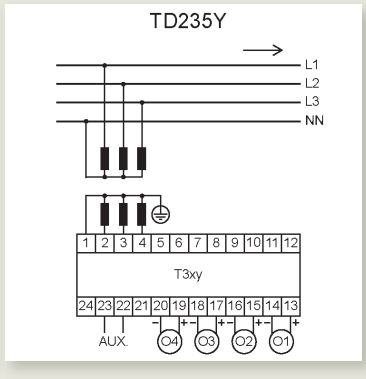 TD235Y
L1
L2
L3
NN
1 2 3 4 5 6 7 8 9 10 11 12
T3xy
24 23 22 21 20 19 18 17 16 15 14 13
AUX. − + − + − + − +
O4 O3 O2 O1